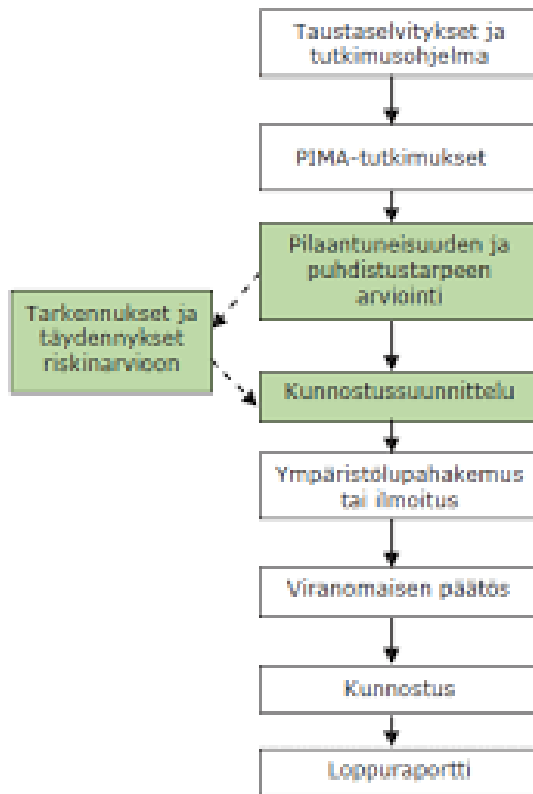 Taustaselvitykset ja
tutkimusohjelma
PIMA-tutkimukset
Pilaantuneisuuden ja
puhdistustarpeen
arviointi
Tarkennukset ja
täydennykset
riskinarvioon
Kunnostussuunnittelu
Ympäristölupahakemus
tai ilmoitus
Viranomaisen päätös
Kunnostus
Loppuraportti